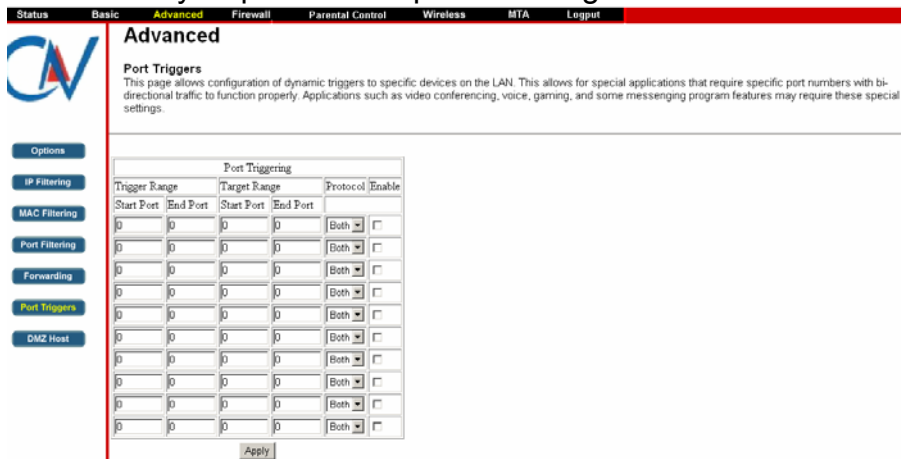 Status Basic Advanced Firewall Parental Control Wireless MTA Logout
Advanced
Port Triggers
This page allows configuration of dynamic triggers to specific devices on the LAN. This allows for special applications that require specific port numbers with bi-
directional traffic to function properly. Applications such as video conferencing, voice, gaming, and some messenging program features may require these special
settings.
Options
IP Filtering
MAC Filtering
Port Filtering
Forwarding
Port Triggers
DMZ Host
Port Triggering
Trigger Range Target Range Protocol Enable
Start Port End Port Start Port End Port
0 0 0 0 Both
0 0 0 0 Both
0 0 0 0 Both
0 0 0 0 Both
0 0 0 0 Both
0 0 0 0 Both
0 0 0 0 Both
0 0 0 0 Both
0 0 0 0 Both
0 0 0 0 Both
Apply